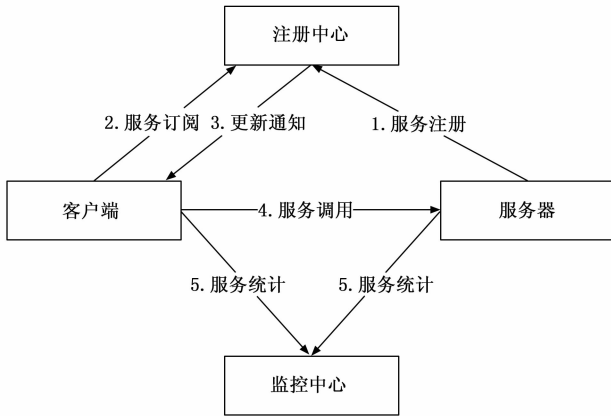 注册中心
2.服务订阅
3.更新通知
1.服务注册
客户端
4.服务调用
服务器
5.服务统计
5.服务统计
监控中心